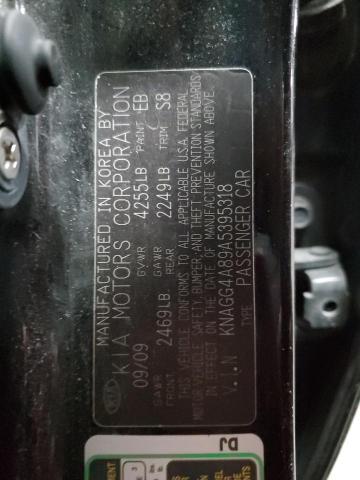 MANUFACTURED IN KOREA BY
KIA KIA MOTORS CORPORATION
09/09 GVWR 4255LB PAINT EB
GAWR FRONT 2469LB GAWR REAR 2249LB TRIM S8
THIS VEHICLE CONFORMS TO ALL APPLICABLE U.S.A. FEDERAL
MOTOR VEHICLE SAFETY, BUMPER, AND THEFT PREVENTION STANDARDS
IN EFFECT ON THE DATE OF MANUFACTURE SHOWN ABOVE.
V.I.N KNAGG4A89A5395318
TYPE PASSENGER CAR
DJ